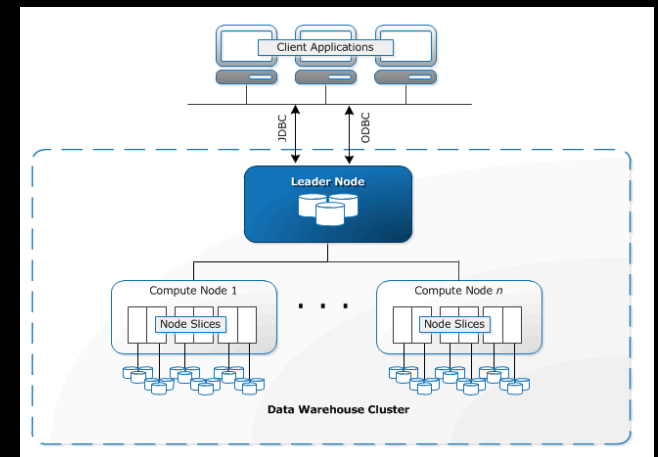 Client Applications
JDBC
ODBC
Leader Node
Compute Node 1
Compute Node n
. . .
Node Slices
Node Slices
Data Warehouse Cluster